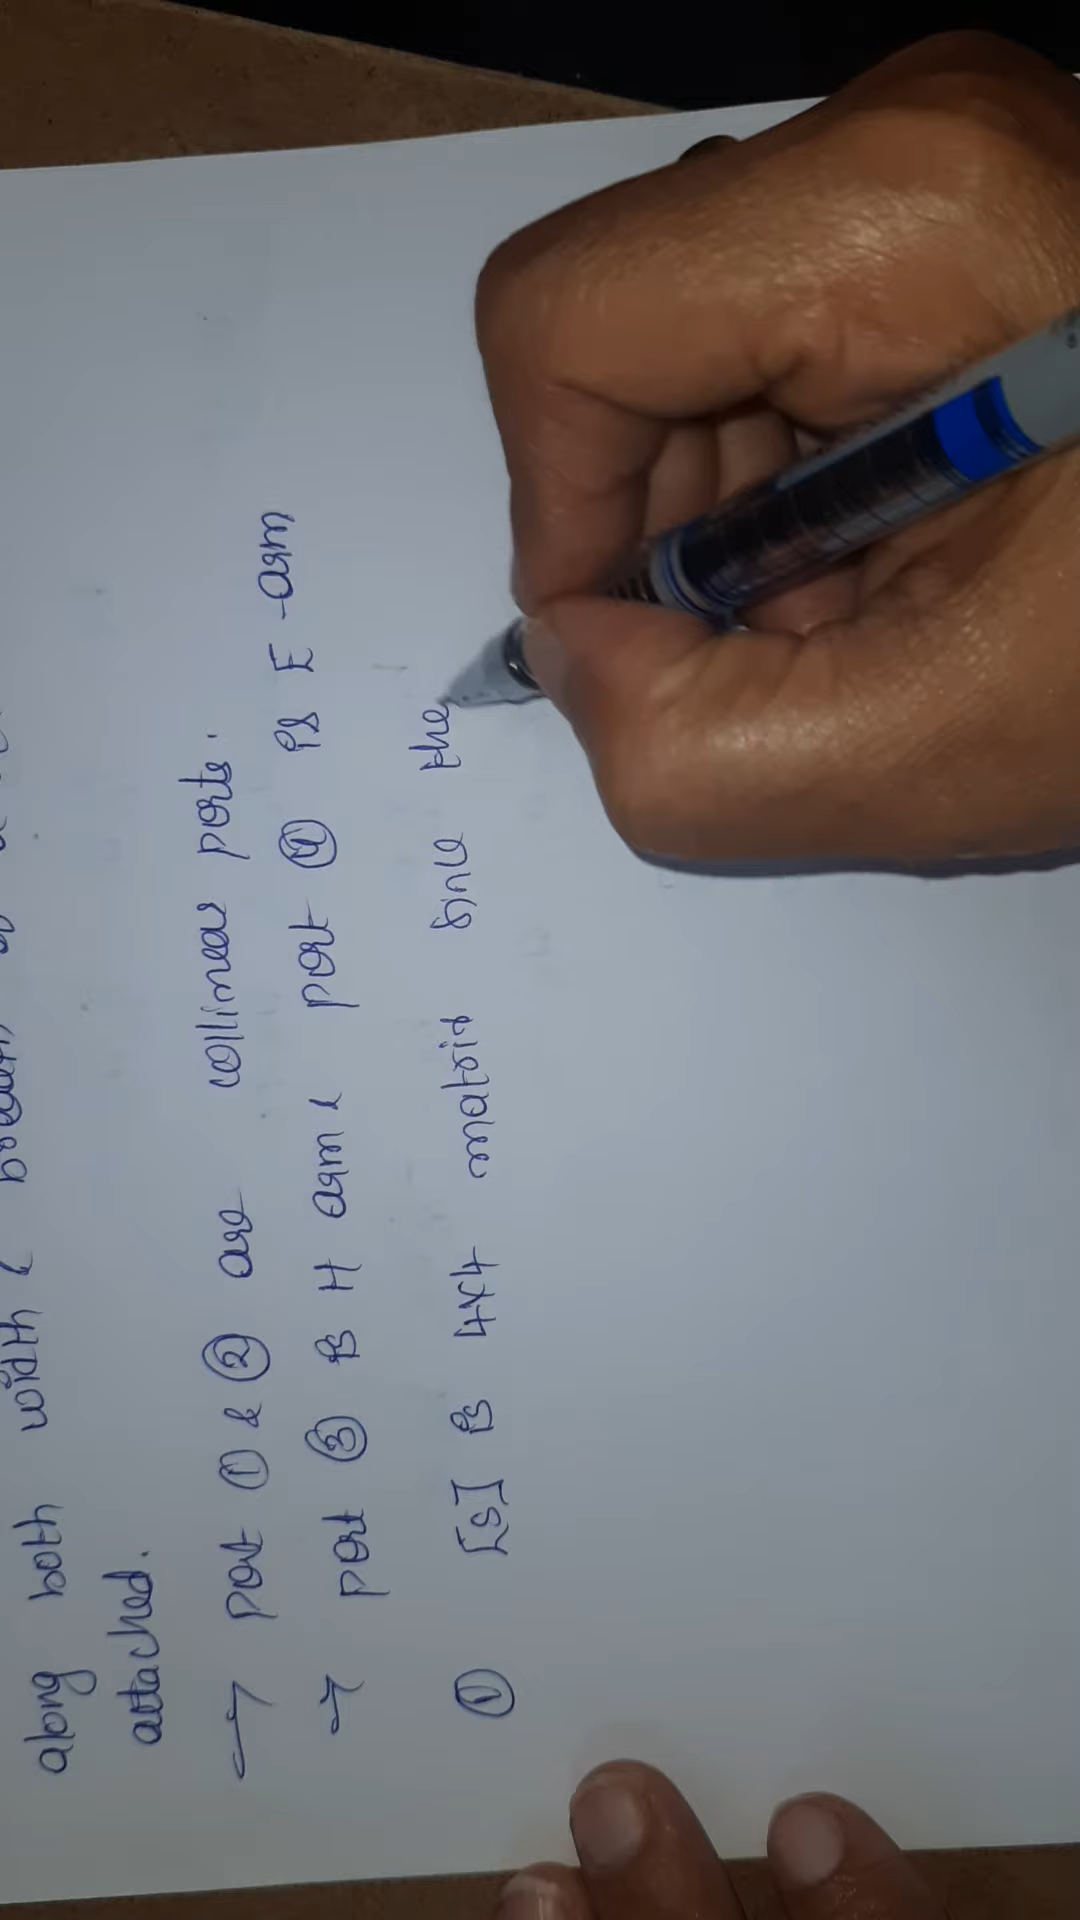 along both width &
attached.
→ port ① & ② are collinear ports.
→ port ③ is H arm & port ④ is E -arm
① [S] is 4x4 matrix since the